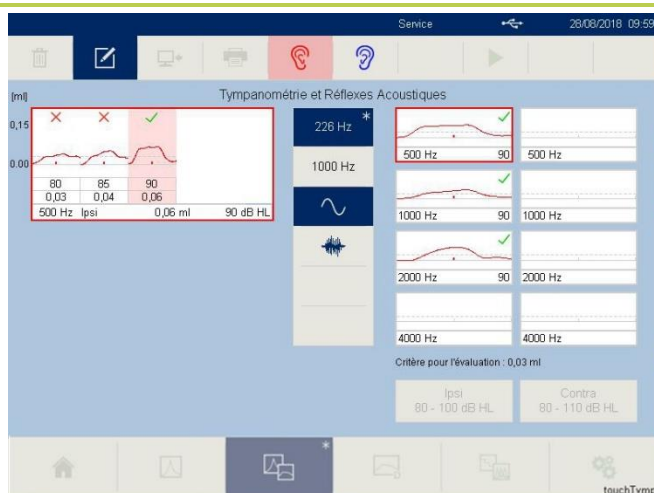 Service 28/08/2018 09:59
Tympanométrie et Réflexes Acoustiques
[ml]
0,15
0.00
80 85 90
0,03 0,04 0,06
500 Hz Ipsi 0,06 ml 90 dB HL
226 Hz *
1000 Hz
500 Hz 90 500 Hz
1000 Hz 90 1000 Hz
2000 Hz 90 2000 Hz
4000 Hz 4000 Hz
Critère pour l'évaluation : 0,03 ml
Ipsi
80 - 100 dB HL
Contra
80 - 110 dB HL
*
touchTymp